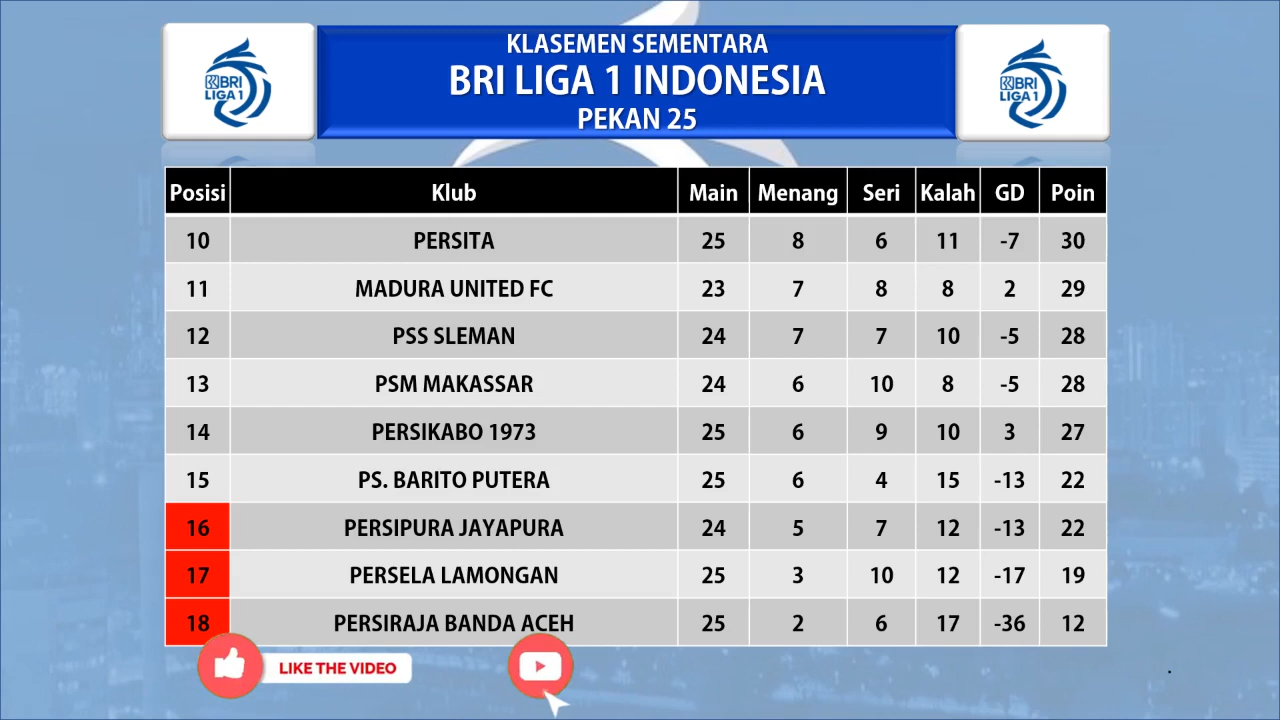 KLASEMEN SEMENTARA
BRI LIGA 1 INDONESIA
PEKAN 25
BRI
LIGA 1
BRI
LIGA 1
Posisi Klub Main Menang Seri Kalah GD Poin
10 PERSITA 25 8 6 11 -7 30
11 MADURA UNITED FC 23 7 8 8 2 29
12 PSS SLEMAN 24 7 7 10 -5 28
13 PSM MAKASSAR 24 6 10 8 -5 28
14 PERSIKABO 1973 25 6 9 10 3 27
15 PS. BARITO PUTERA 25 6 4 15 -13 22
16 PERSIPURA JAYAPURA 24 5 7 12 -13 22
17 PERSELA LAMONGAN 25 3 10 12 -17 19
18 PERSIRAJA BANDA ACEH 25 2 6 17 -36 12
LIKE THE VIDEO
.